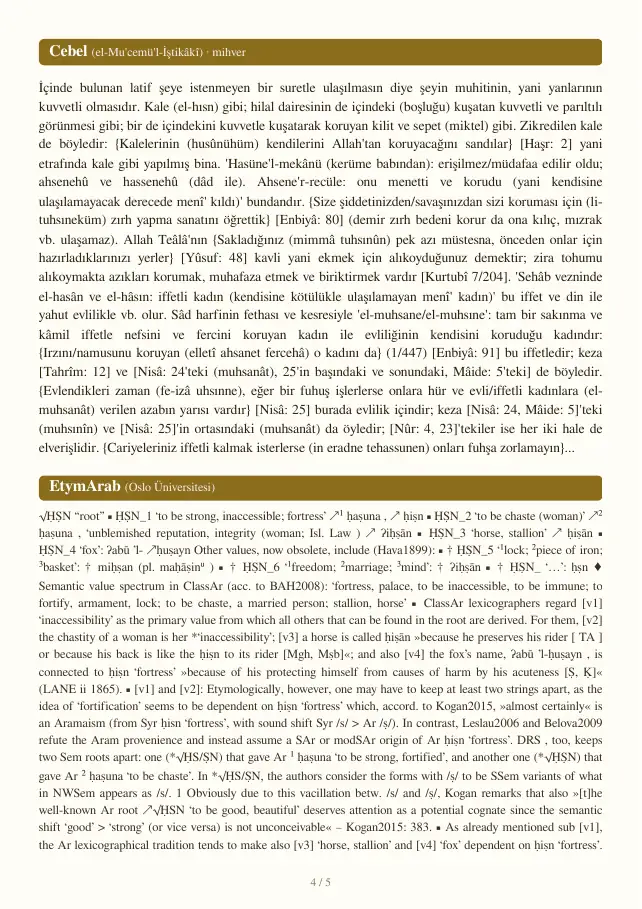 Cebel (el-Mu'cemü'l-İştikâkî) · mihver
İçinde bulunan latif şeye istenmeyen bir suretle ulaşılmasın diye şeyin muhitinin, yani yanlarının
kuvvetli olmasıdır. Kale (el-hısn) gibi; hilal dairesinin de içindeki (boşluğu) kuşatan kuvvetli ve parıltılı
görünmesi gibi; bir de içindekini kuvvetle kuşatarak koruyan kilit ve sepet (miktel) gibi. Zikredilen kale
de böyledir: {Kalelerinin (husûnühüm) kendilerini Allah'tan koruyacağını sandılar} [Haşr: 2] yani
etrafında kale gibi yapılmış bina. 'Hasüne'l-mekânü (kerüme babından): erişilmez/müdafaa edilir oldu;
ahsenehû ve hassenehû (dâd ile). Ahsene'r-recüle: onu menetti ve korudu (yani kendisine
ulaşılamayacak derecede menî' kıldı)' bundandır. {Size şiddetinizden/savaşınızdan sizi koruması için (li-
tuhsıneküm) zırh yapma sanatını öğrettik} [Enbiyâ: 80] (demir zırh bedeni korur da ona kılıç, mızrak
vb. ulaşamaz). Allah Teâlâ'nın {Sakladığınız (mimmâ tuhsınûn) pek azı müstesna, önceden onlar için
hazırladıklarınızı yerler} [Yûsuf: 48] kavli yani ekmek için alıkoyduğunuz demektir; zira tohumu
alıkoymakta azıkları korumak, muhafaza etmek ve biriktirmek vardır [Kurtubî 7/204]. 'Sehâb vezninde
el-hasân ve el-hâsın: iffetli kadın (kendisine kötülükle ulaşılamayan menî' kadın)' bu iffet ve din ile
yahut evlilikle vb. olur. Sâd harfinin fethası ve kesresiyle 'el-muhsane/el-muhsıne': tam bir sakınma ve
kâmil iffetle nefsini ve fercini koruyan kadın ile evliliğinin kendisini koruduğu kadındır:
{Irzını/namusunu koruyan (elletî ahsanet fercehâ) o kadını da} (1/447) [Enbiyâ: 91] bu iffetledir; keza
[Tahrîm: 12] ve [Nisâ: 24'teki (muhsanât), 25'in başındaki ve sonundaki, Mâide: 5'teki] de böyledir.
{Evlendikleri zaman (fe-izâ uhsınne), eğer bir fuhuş işlerlerse onlara hür ve evli/iffetli kadınlara (el-
muhsanât) verilen azabın yarısı vardır} [Nisâ: 25] burada evlilik içindir; keza [Nisâ: 24, Mâide: 5]'teki
(muhsınîn) ve [Nisâ: 25]'in ortasındaki (muhsanât) da öyledir; [Nûr: 4, 23]'tekiler ise her iki hale de
elverişlidir. {Cariyeleriniz iffetli kalmak isterlerse (in eradne tehassunen) onları fuhşa zorlamayın}...
EtymArab (Oslo Üniversitesi)
√ḤṢN “root” ▪ ḤṢN_1 ‘to be strong, inaccessible; fortress’ ↗¹ ḥaṣuna , ↗ ḥiṣn ▪ ḤṢN_2 ‘to be chaste (woman)’ ↗²
ḥaṣuna , ‘unblemished reputation, integrity (woman; Isl. Law ) ↗ ʔiḥṣān ▪ ḤṢN_3 ‘horse, stallion’ ↗ ḥiṣān ▪
ḤṢN_4 ‘fox’: ʔabū ’l- ↗ḥuṣayn Other values, now obsolete, include (Hava1899): ▪ † ḤṢN_5 ‘¹lock; ²piece of iron;
³basket’: † miḥṣan (pl. maḥāṣinᵘ ) ▪ † ḤṢN_6 ‘¹freedom; ²marriage; ³mind’: † ʔiḥṣān ▪ † ḤṢN_ ‘…’: ḥṣn ♦
Semantic value spectrum in ClassAr (acc. to BAH2008): ‘fortress, palace, to be inaccessible, to be immune; to
fortify, armament, lock; to be chaste, a married person; stallion, horse’ ▪ ClassAr lexicographers regard [v1]
‘inaccessibility’ as the primary value from which all others that can be found in the root are derived. For them, [v2]
the chastity of a woman is her *‘inaccessibility’; [v3] a horse is called ḥiṣān »because he preserves his rider [ TA ]
or because his back is like the ḥiṣn to its rider [Mgh, Mṣb]«; and also [v4] the fox’s name, ʔabū ’l-ḥuṣayn , is
connected to ḥiṣn ‘fortress’ »because of his protecting himself from causes of harm by his acuteness [Ṣ, Ḳ]«
(LANE ii 1865). ▪ [v1] and [v2]: Etymologically, however, one may have to keep at least two strings apart, as the
idea of ‘fortification’ seems to be dependent on ḥiṣn ‘fortress’ which, accord. to Kogan2015, »almost certainly« is
an Aramaism (from Syr ḥisn ‘fortress’, with sound shift Syr /s/ > Ar /ṣ/). In contrast, Leslau2006 and Belova2009
refute the Aram provenience and instead assume a SAr or modSAr origin of Ar ḥiṣn ‘fortress’. DRS , too, keeps
two Sem roots apart: one (*√ḤS/ṢN) that gave Ar ¹ ḥaṣuna ‘to be strong, fortified’, and another one (*√ḤṢN) that
gave Ar ² ḥaṣuna ‘to be chaste’. In *√ḤS/ṢN, the authors consider the forms with /ṣ/ to be SSem variants of what
in NWSem appears as /s/. 1 Obviously due to this vacillation betw. /s/ and /ṣ/, Kogan remarks that also »[t]he
well-known Ar root ↗√ḤSN ‘to be good, beautiful’ deserves attention as a potential cognate since the semantic
shift ‘good’ > ‘strong’ (or vice versa) is not unconceivable« – Kogan2015: 383. ▪ As already mentioned sub [v1],
the Ar lexicographical tradition tends to make also [v3] ‘horse, stallion’ and [v4] ‘fox’ dependent on ḥiṣn ‘fortress’.
4 / 5